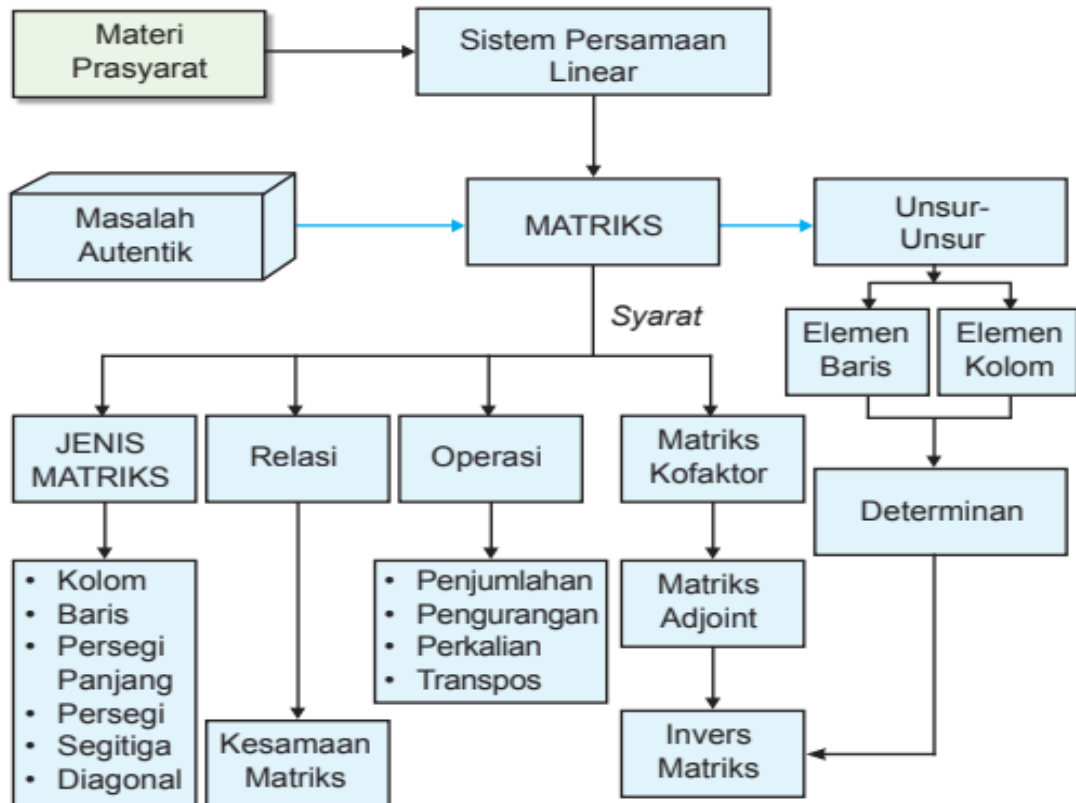 Materi
Prasyarat
Sistem Persamaan
Linear
Masalah
Autentik
MATRIKS
Unsur-
Unsur
Syarat
Elemen
Baris
Elemen
Kolom
JENIS
MATRIKS
Relasi
Operasi
Matriks
Kofaktor
Determinan
• Kolom
• Baris
• Persegi
Panjang
• Persegi
• Segitiga
• Diagonal
Kesamaan
Matriks
• Penjumlahan
• Pengurangan
• Perkalian
• Transpos
Matriks
Adjoint
Invers
Matriks